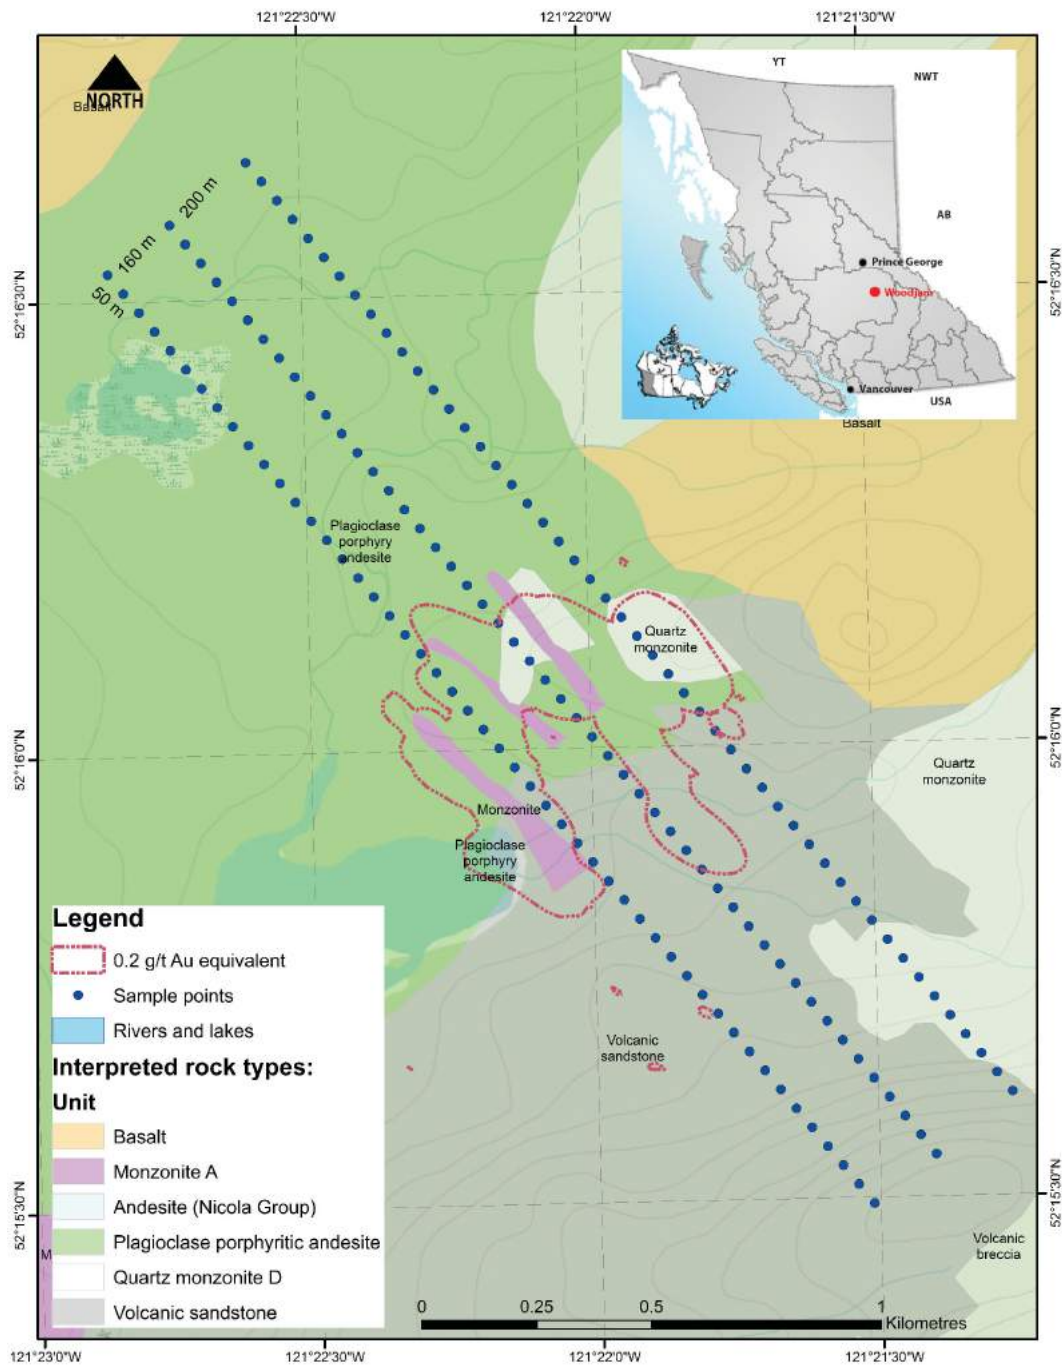 121°22'30"W
121°22'0"W
121°21'30"W
NORTH
Basalt
YT
NWT
AB
Prince George
Woodjam
Vancouver
USA
Basalt
200 m
160 m
50 m
52°16'30"N
52°16'30"N
Plagioclase
porphyry
andesite
Quartz
monzonite
52°16'0"N
52°16'0"N
Quartz
monzonite
Monzonite
Plagioclase
porphyry
andesite
Volcanic
sandstone
Legend
0.2 g/t Au equivalent
Sample points
Rivers and lakes
Interpreted rock types:
Unit
Basalt
Monzonite A
Andesite (Nicola Group)
Plagioclase porphyritic andesite
Quartz monzonite D
Volcanic sandstone
52°15'30"N
52°15'30"N
M
Volcanic
breccia
0
0.25
0.5
1
Kilometres
121°23'0"W
121°22'30"W
121°22'0"W
121°21'30"W